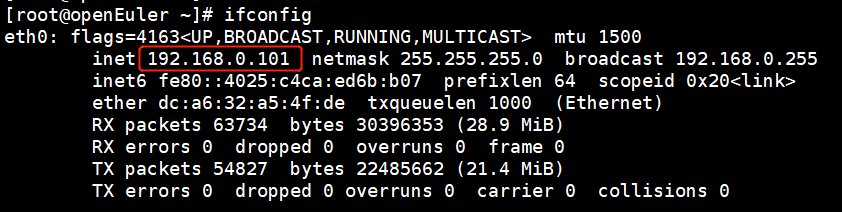 [root@openEuler ~]# ifconfig
eth0: flags=4163<UP,BROADCAST,RUNNING,MULTICAST>  mtu 1500
        inet 192.168.0.101  netmask 255.255.255.0  broadcast 192.168.0.255
        inet6 fe80::4025:c4ca:ed6b:b07  prefixlen 64  scopeid 0x20<link>
        ether dc:a6:32:a5:4f:de  txqueuelen 1000  (Ethernet)
        RX packets 63734  bytes 30396353 (28.9 MiB)
        RX errors 0  dropped 0  overruns 0  frame 0
        TX packets 54827  bytes 22485662 (21.4 MiB)
        TX errors 0  dropped 0 overruns 0  carrier 0  collisions 0